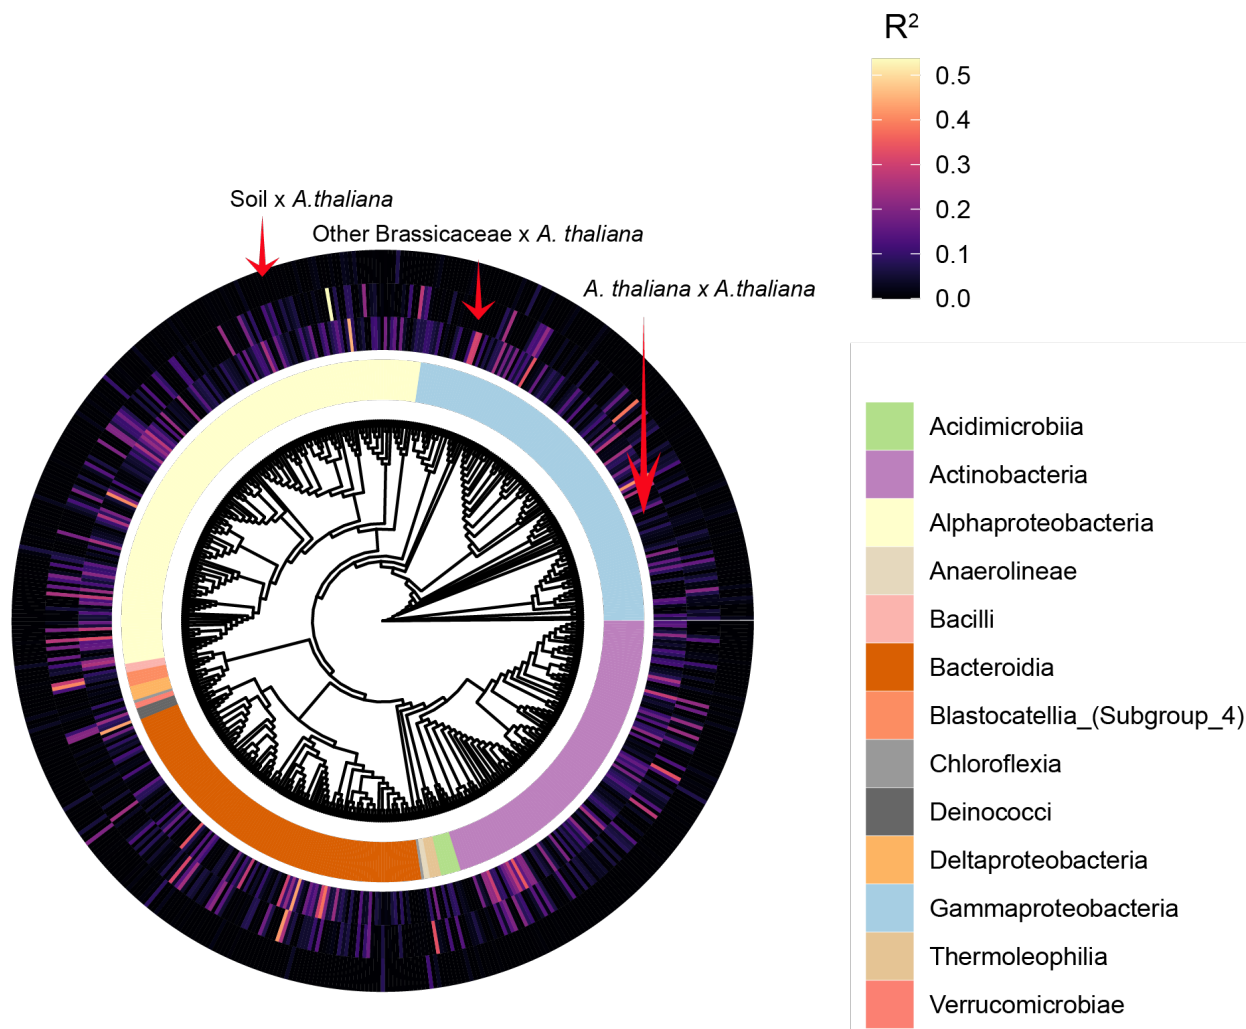 R²
0.5
0.4
0.3
0.2
0.1
0.0
Soil x A.thaliana
Other Brassicaceae x A. thaliana
A. thaliana x A.thaliana
Acidimicrobiia
Actinobacteria
Alphaproteobacteria
Anaerolineae
Bacilli
Bacteroidia
Blastocatellia_(Subgroup_4)
Chloroflexia
Deinococci
Deltaproteobacteria
Gammaproteobacteria
Thermoleophilia
Verrucomicrobiae